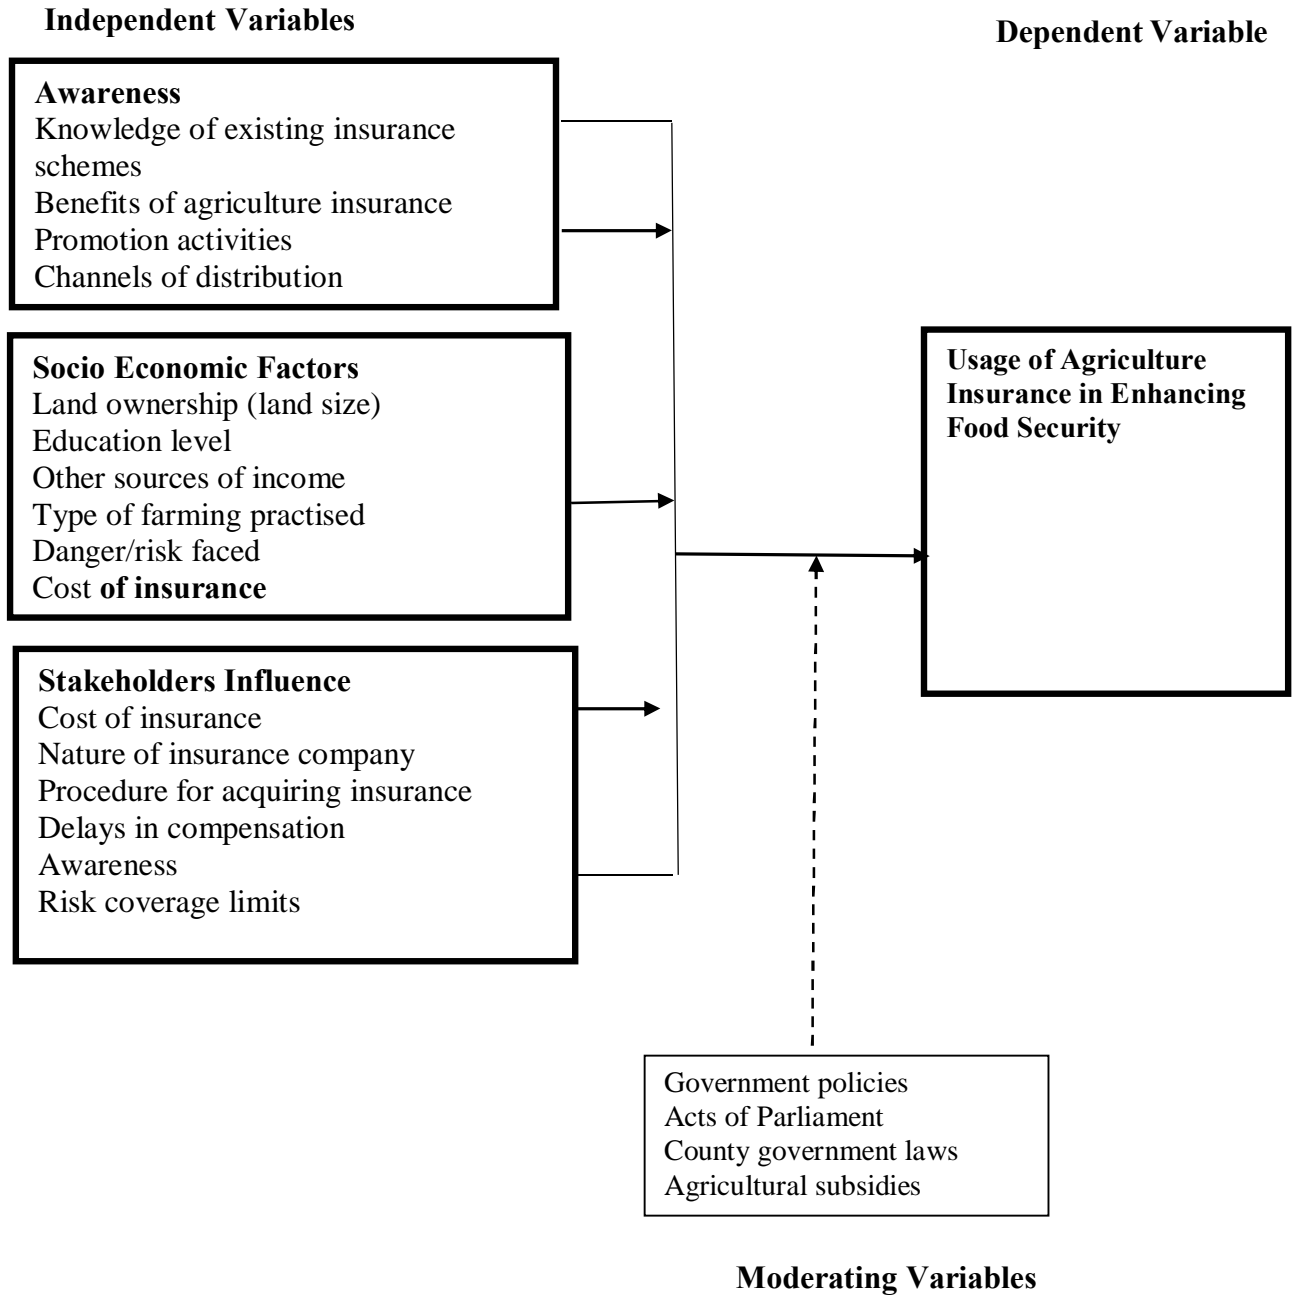 Independent Variables
Dependent Variable
Awareness
Knowledge of existing insurance
schemes
Benefits of agriculture insurance
Promotion activities
Channels of distribution
Socio Economic Factors
Land ownership (land size)
Education level
Other sources of income
Type of farming practised
Danger/risk faced
Cost of insurance
Usage of Agriculture
Insurance in Enhancing
Food Security
Stakeholders Influence
Cost of insurance
Nature of insurance company
Procedure for acquiring insurance
Delays in compensation
Awareness
Risk coverage limits
Government policies
Acts of Parliament
County government laws
Agricultural subsidies
Moderating Variables